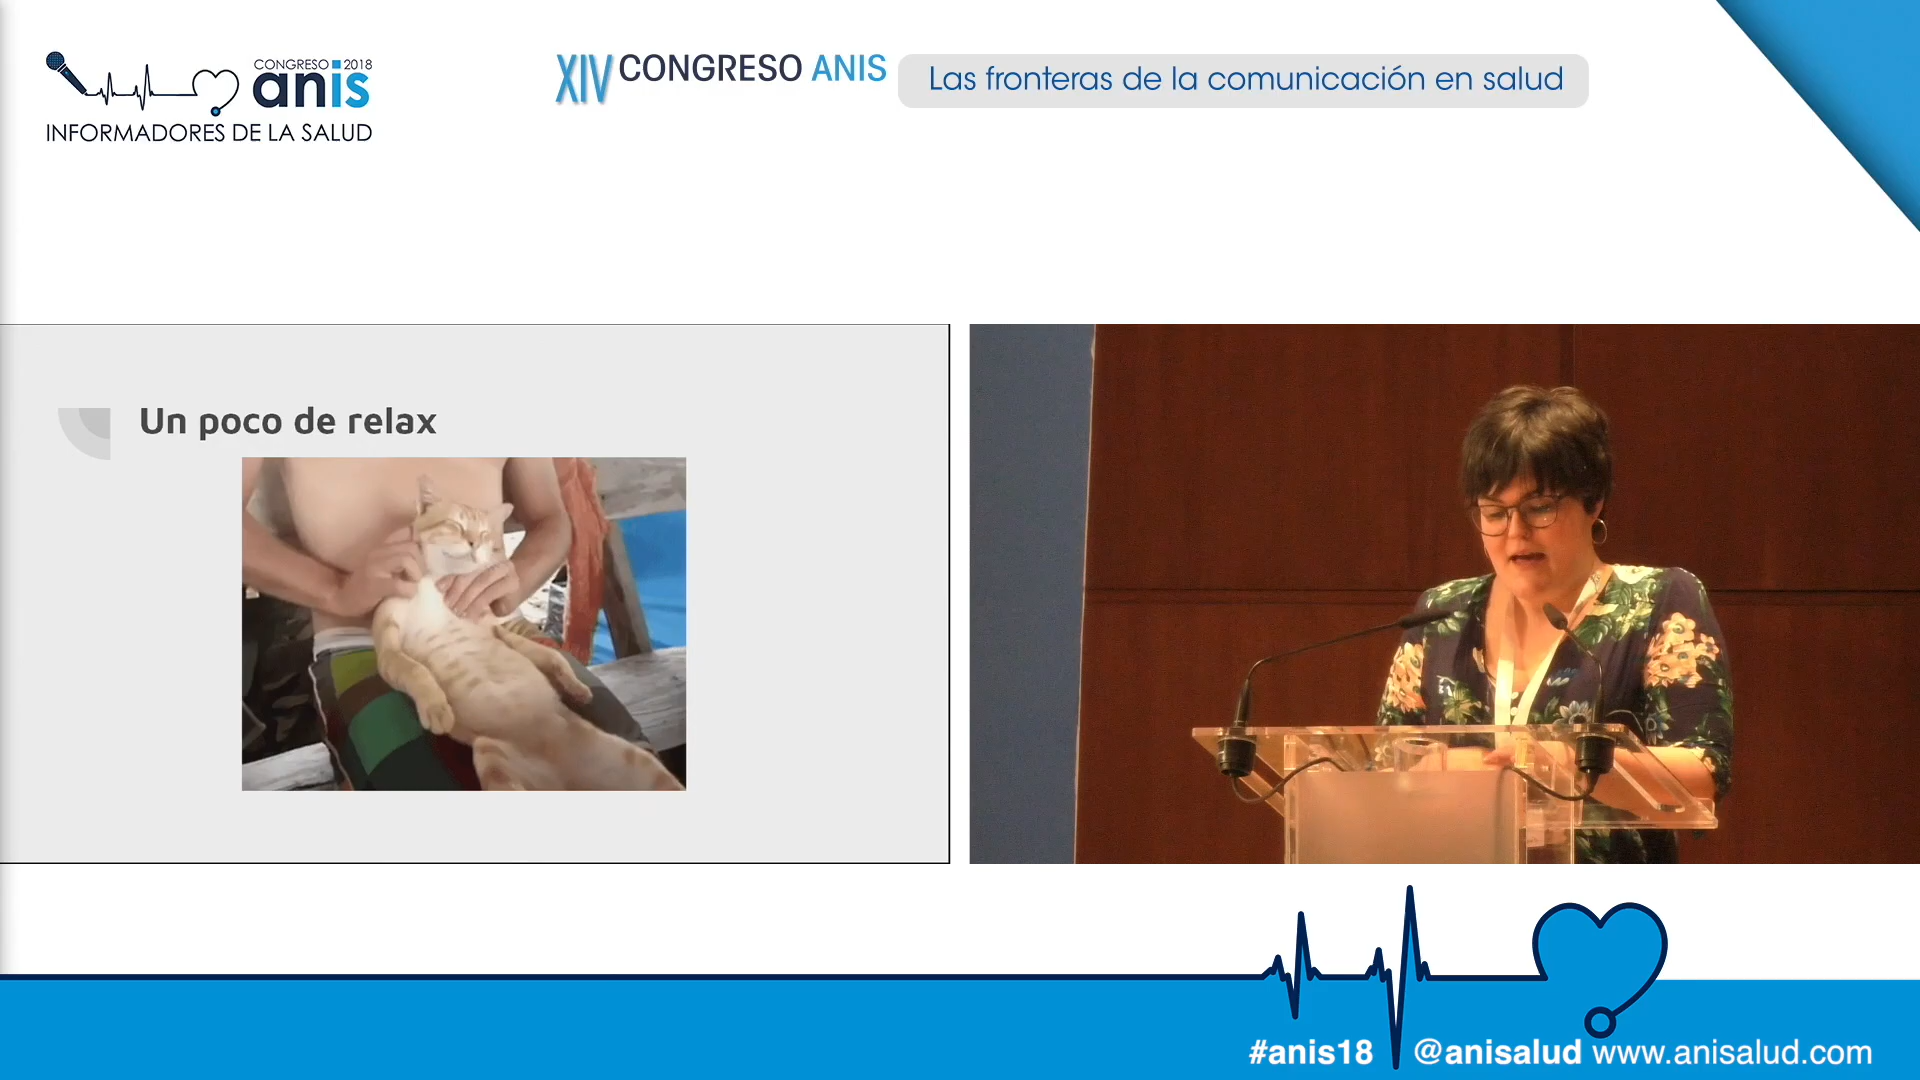 CONGRESO 2018
anis
INFORMADORES DE LA SALUD
XIV CONGRESO ANIS
Las fronteras de la comunicación en salud
Un poco de relax
#anis18 @anisalud www.anisalud.com